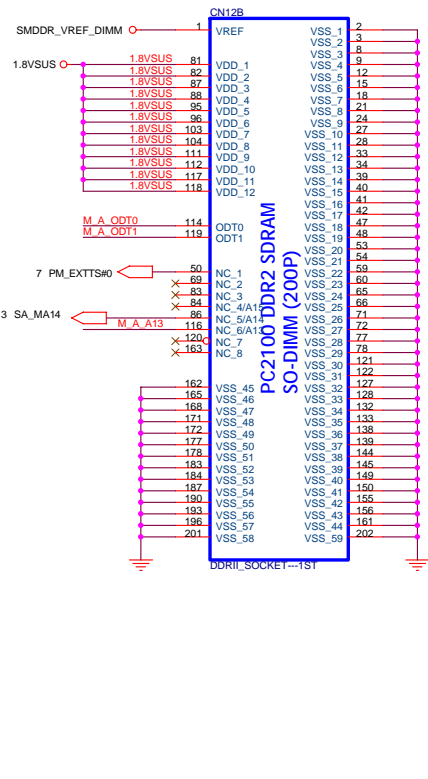 CN12B
SMDDR_VREF_DIMM 1 VREF VSS_1 2
VSS_2 3
VSS_3 8
1.8VSUS 1.8VSUS 81 VDD_1 VSS_4 9
1.8VSUS 82 VDD_2 VSS_5 12
1.8VSUS 87 VDD_3 VSS_6 15
1.8VSUS 88 VDD_4 VSS_7 18
1.8VSUS 95 VDD_5 VSS_8 21
1.8VSUS 96 VDD_6 VSS_9 24
1.8VSUS 103 VDD_7 VSS_10 27
1.8VSUS 104 VDD_8 VSS_11 28
1.8VSUS 111 VDD_9 VSS_12 33
1.8VSUS 112 VDD_10 VSS_13 34
1.8VSUS 117 VDD_11 VSS_14 39
1.8VSUS 118 VDD_12 VSS_15 40
VSS_16 41
VSS_17 42
M_A_ODT0 114 ODT0 VSS_18 47
M_A_ODT1 119 ODT1 VSS_19 48
VSS_20 53
VSS_21 54
7 PM_EXTTS#0 50 NC_1 VSS_22 59
69 NC_2 VSS_23 60
83 NC_3 VSS_24 65
84 NC_4/A15 VSS_25 66
3 SA_MA14 86 NC_5/A14 VSS_26 71
M_A_A13 116 NC_6/A13 VSS_27 72
120 NC_7 VSS_28 77
163 NC_8 VSS_29 78
VSS_30 121
VSS_31 122
162 VSS_45 VSS_32 127
165 VSS_46 VSS_33 128
168 VSS_47 VSS_34 132
171 VSS_48 VSS_35 133
172 VSS_49 VSS_36 138
177 VSS_50 VSS_37 139
178 VSS_51 VSS_38 144
183 VSS_52 VSS_39 145
184 VSS_53 VSS_40 149
187 VSS_54 VSS_41 150
190 VSS_55 VSS_42 155
193 VSS_56 VSS_43 156
196 VSS_57 VSS_44 161
201 VSS_58 VSS_59 202
PC2100 DDR2 SDRAM
SO-DIMM (200P)
DDRII_SOCKET---1ST